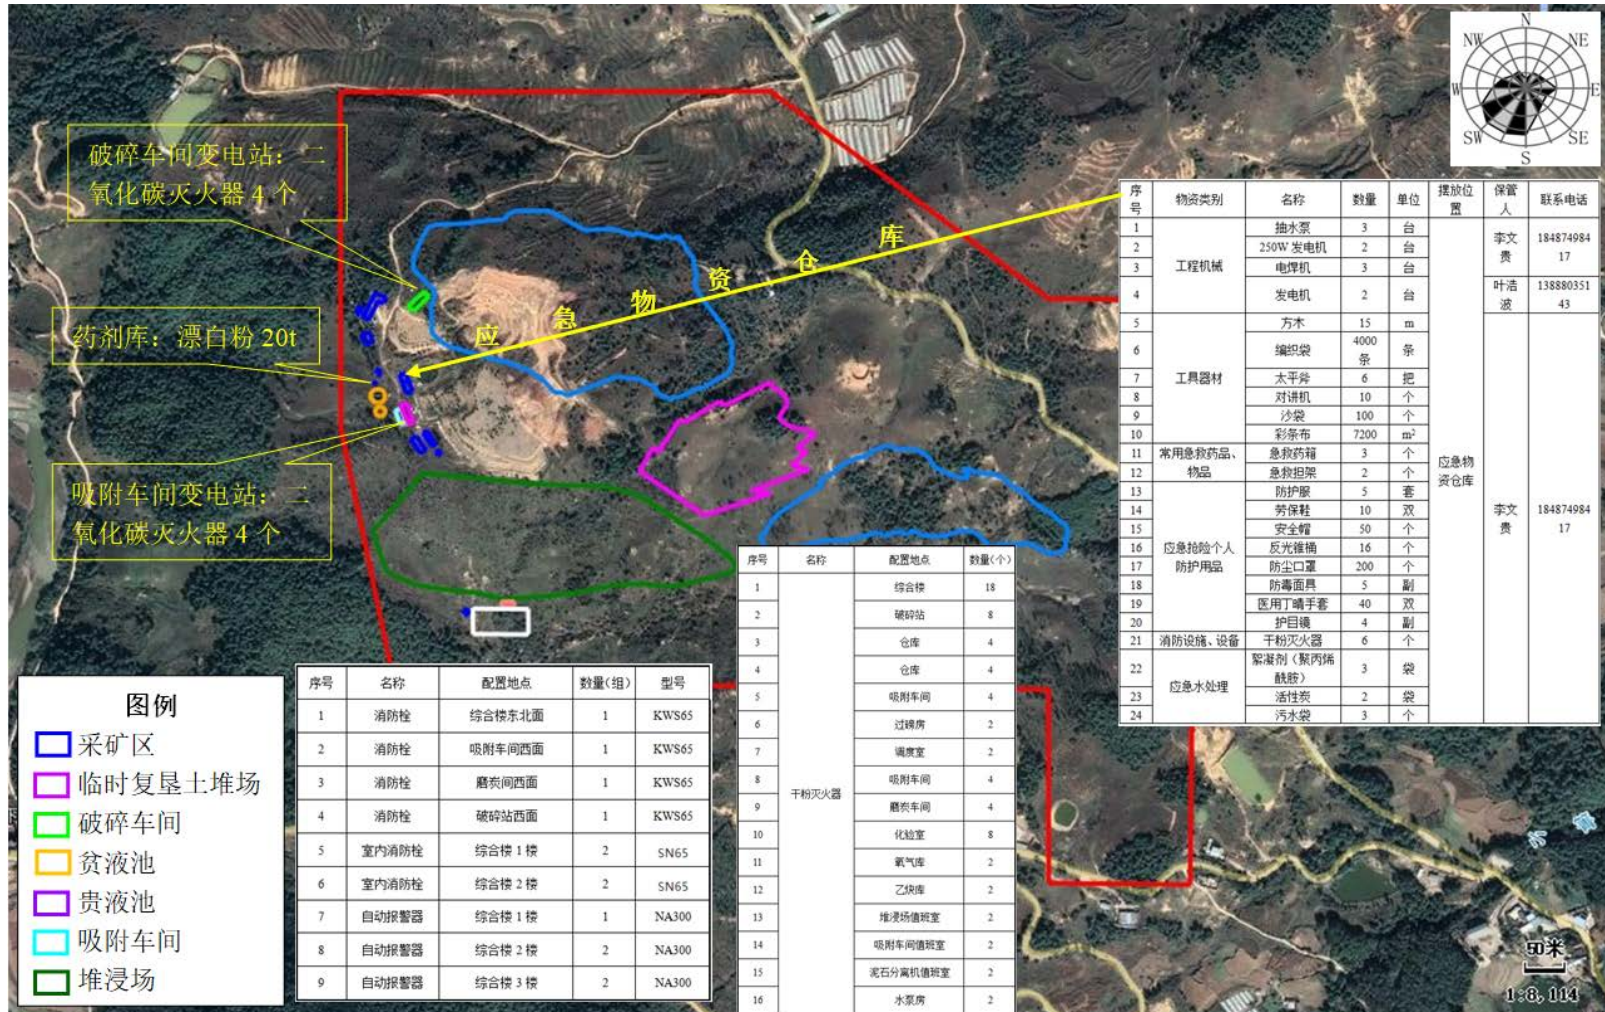 N
NW
NE
W
E
SW
SE
S
破碎车间变电站：二
氧化碳灭火器 4 个
药剂库：漂白粉 20t
吸附车间变电站：二
氧化碳灭火器 4 个
应急物资仓库
序号 物资类别 名称 数量 单位 摆放位置 保管人 联系电话
1 工程机械 抽水泵 3 台 应急物资仓库 李文贵 18487498417
2 250W 发电机 2 台
3 电焊机 3 台
4 发电机 2 台 叶浩波 13888035143
5 工具器材 方木 15 m 李文贵 18487498417
6 编织袋 4000条 条
7 太平斧 6 把
8 对讲机 10 个
9 沙袋 100 个
10 彩条布 7200 m²
11 常用急救药品、物品 急救药箱 3 个
12 急救担架 2 个
13 应急抢险个人防护用品 防护服 5 套
14 劳保鞋 10 双
15 安全帽 50 个
16 反光锥桶 16 个
17 防尘口罩 200 个
18 防毒面具 5 副
19 医用丁晴手套 40 双
20 护目镜 4 副
21 消防设施、设备 干粉灭火器 6 个
22 应急水处理 絮凝剂（聚丙烯酰胺） 3 袋
23 活性炭 2 袋
24 污水袋 3 个
序号 名称 配置地点 数量(个)
1 干粉灭火器 综合楼 18
2 破碎站 8
3 仓库 4
4 仓库 4
5 吸附车间 4
6 过磅房 2
7 调度室 2
8 吸附车间 4
9 磨炭车间 4
10 化验室 8
11 氧气库 2
12 乙炔库 2
13 堆浸场值班室 2
14 吸附车间值班室 2
15 泥石分离机值班室 2
16 水泵房 2
序号 名称 配置地点 数量(组) 型号
1 消防栓 综合楼东北面 1 KWS65
2 消防栓 吸附车间西面 1 KWS65
3 消防栓 磨炭间西面 1 KWS65
4 消防栓 破碎站西面 1 KWS65
5 室内消防栓 综合楼 1 楼 2 SN65
6 室内消防栓 综合楼 2 楼 2 SN65
7 自动报警器 综合楼 1 楼 1 NA300
8 自动报警器 综合楼 2 楼 2 NA300
9 自动报警器 综合楼 3 楼 2 NA300
图例
采矿区
临时复垦土堆场
破碎车间
贫液池
贵液池
吸附车间
堆浸场
50米
1:8,114